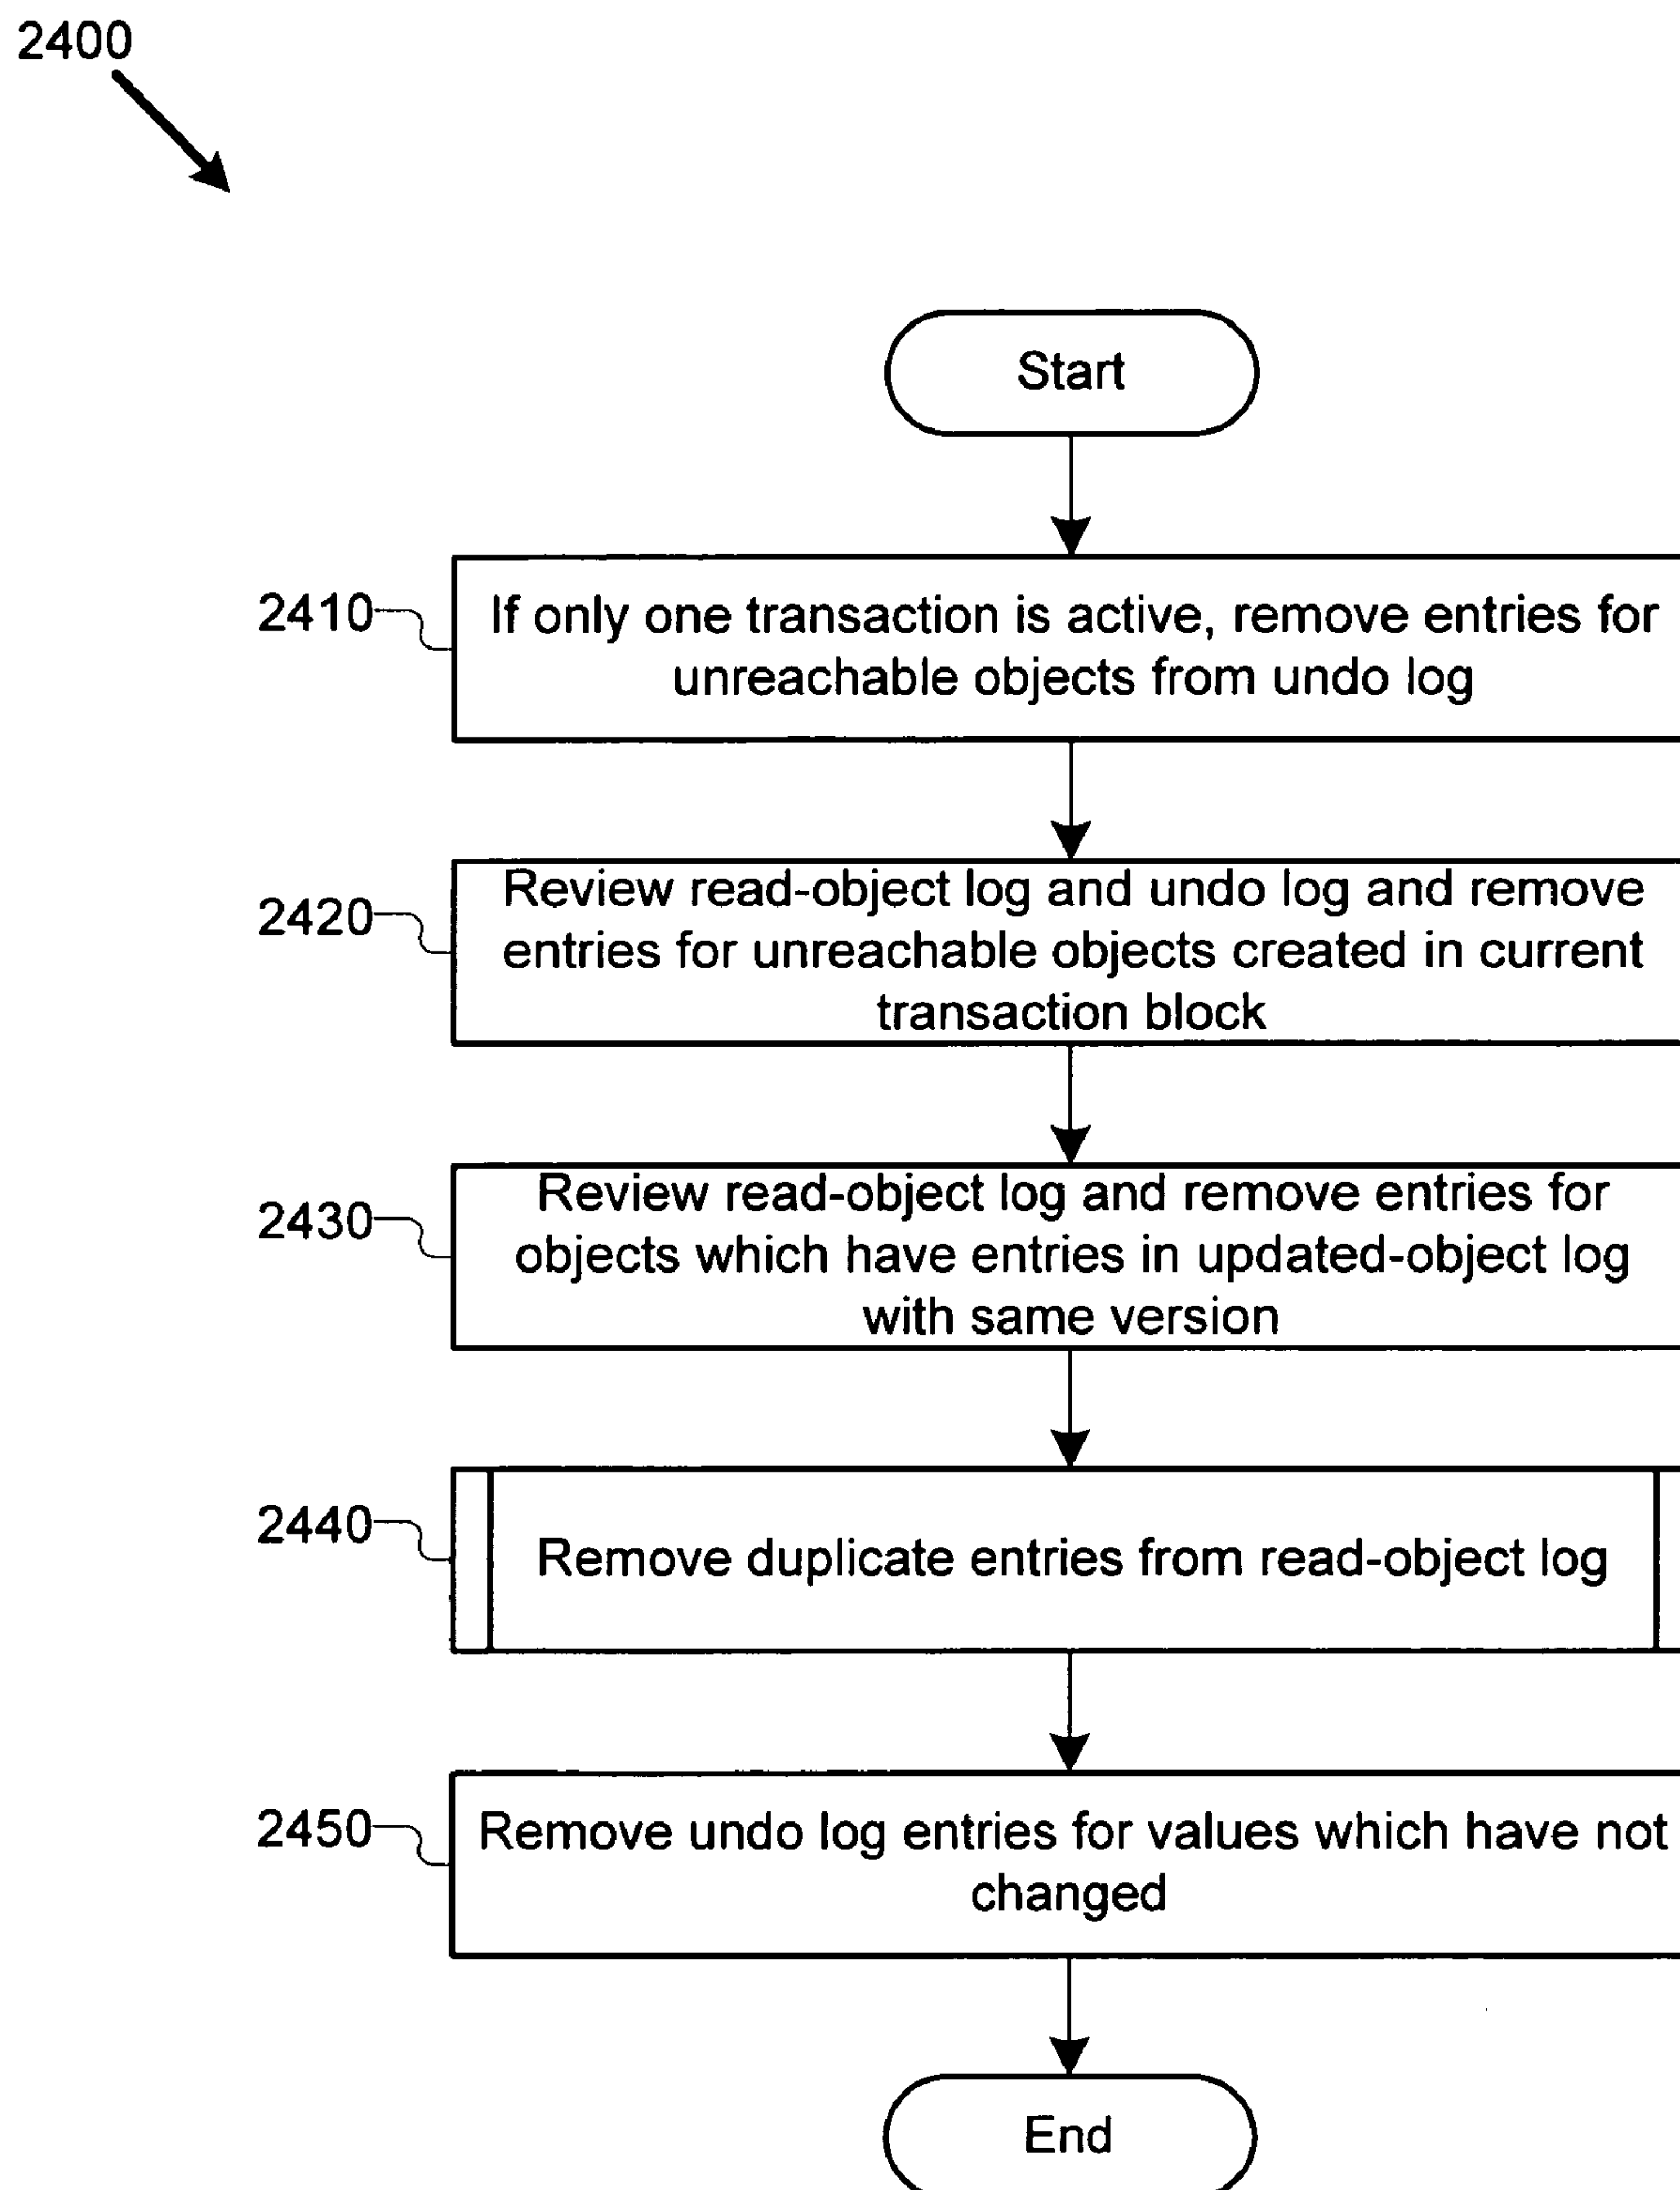 2400
Start
2410
If only one transaction is active, remove entries for
unreachable objects from undo log
2420
Review read-object log and undo log and remove
entries for unreachable objects created in current
transaction block
2430
Review read-object log and remove entries for
objects which have entries in updated-object log
with same version
2440
Remove duplicate entries from read-object log
2450
Remove undo log entries for values which have not
changed
End